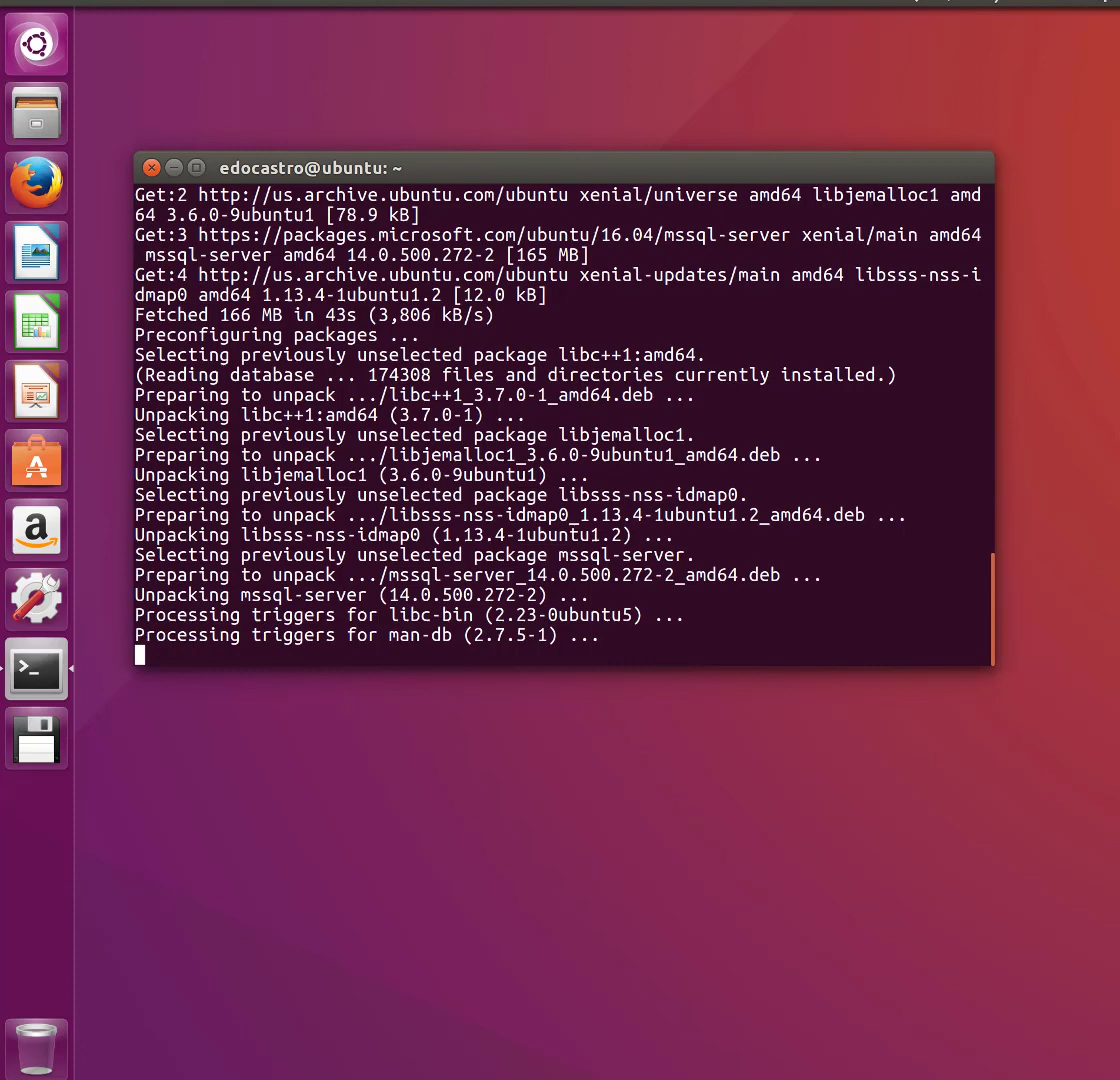 edocastro@ubuntu: ~
Get:2 http://us.archive.ubuntu.com/ubuntu xenial/universe amd64 libjemalloc1 amd
64 3.6.0-9ubuntu1 [78.9 kB]
Get:3 https://packages.microsoft.com/ubuntu/16.04/mssql-server xenial/main amd64
 mssql-server amd64 14.0.500.272-2 [165 MB]
Get:4 http://us.archive.ubuntu.com/ubuntu xenial-updates/main amd64 libsss-nss-i
dmap0 amd64 1.13.4-1ubuntu1.2 [12.0 kB]
Fetched 166 MB in 43s (3,806 kB/s)
Preconfiguring packages ...
Selecting previously unselected package libc++1:amd64.
(Reading database ... 174308 files and directories currently installed.)
Preparing to unpack .../libc++1_3.7.0-1_amd64.deb ...
Unpacking libc++1:amd64 (3.7.0-1) ...
Selecting previously unselected package libjemalloc1.
Preparing to unpack .../libjemalloc1_3.6.0-9ubuntu1_amd64.deb ...
Unpacking libjemalloc1 (3.6.0-9ubuntu1) ...
Selecting previously unselected package libsss-nss-idmap0.
Preparing to unpack .../libsss-nss-idmap0_1.13.4-1ubuntu1.2_amd64.deb ...
Unpacking libsss-nss-idmap0 (1.13.4-1ubuntu1.2) ...
Selecting previously unselected package mssql-server.
Preparing to unpack .../mssql-server_14.0.500.272-2_amd64.deb ...
Unpacking mssql-server (14.0.500.272-2) ...
Processing triggers for libc-bin (2.23-0ubuntu5) ...
Processing triggers for man-db (2.7.5-1) ...
>_
A
a